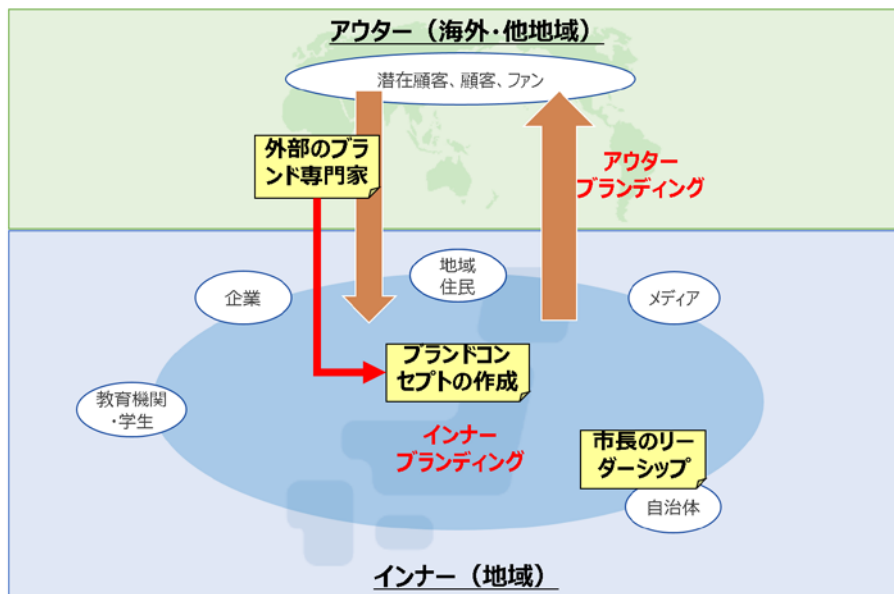 アウター（海外・他地域）
潜在顧客、顧客、ファン
外部のブラ
ンド専門家
アウター
ブランディング
地域
住民
企業
メディア
ブランドコン
セプトの作成
教育機関
・学生
インナー
ブランディング
市長のリー
ダーシップ
自治体
インナー（地域）